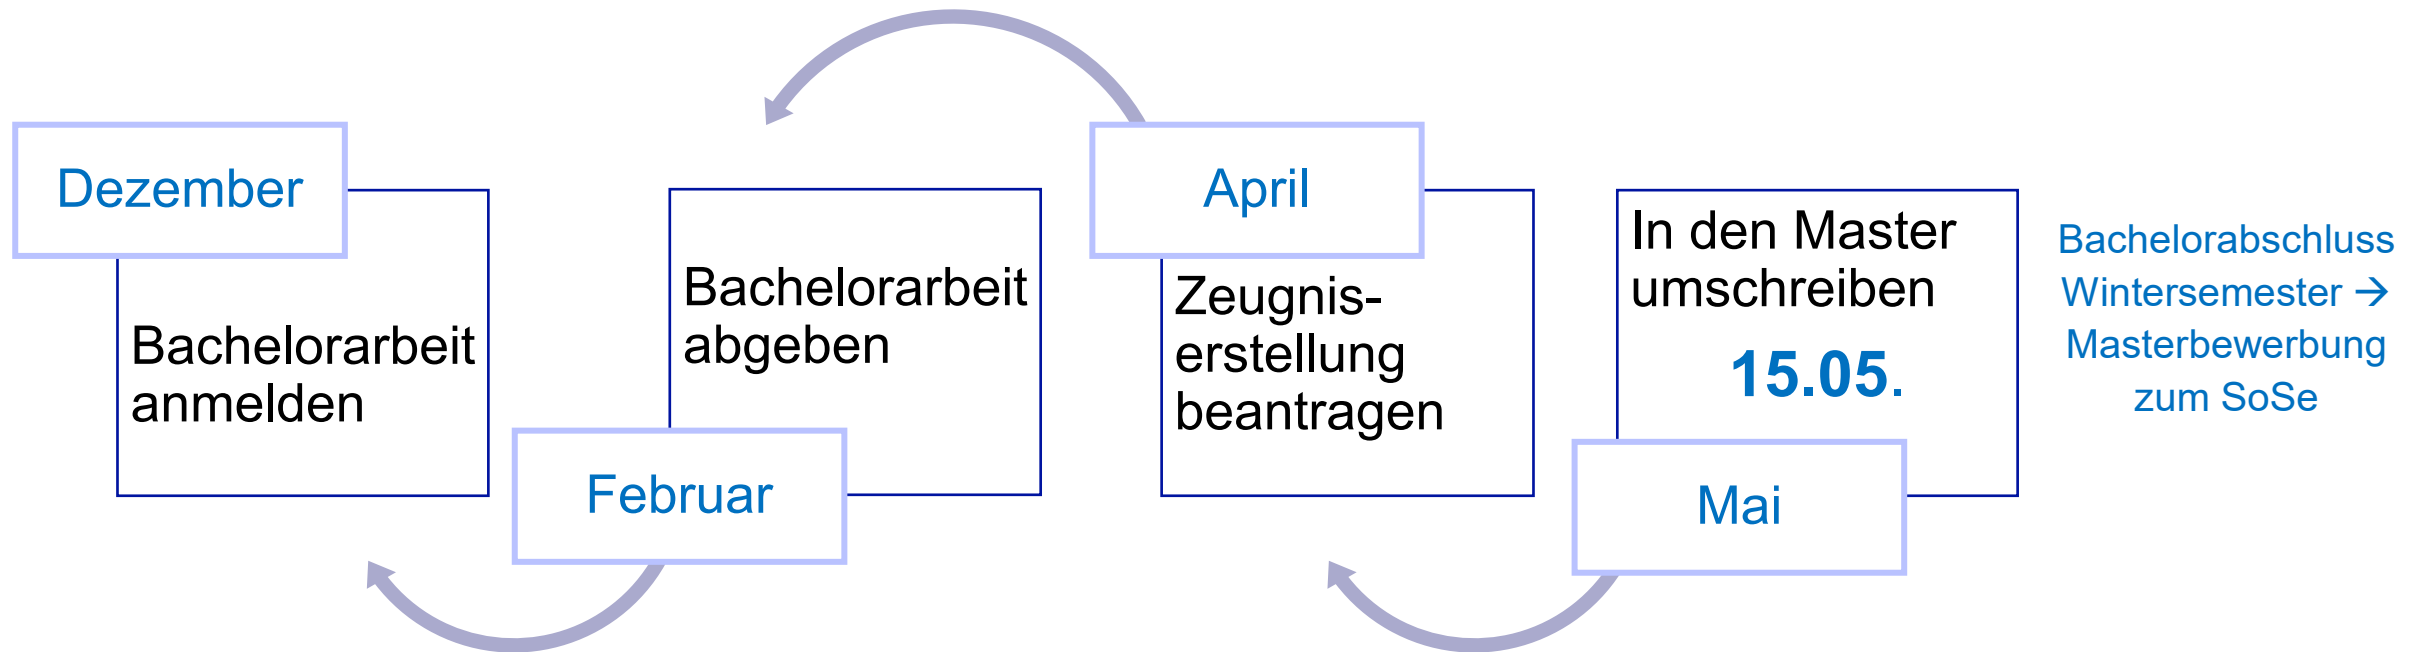 Dezember
Bachelorarbeit
anmelden
Bachelorarbeit
abgeben
Februar
April
Zeugnis-
erstellung
beantragen
In den Master
umschreiben
15.05.
Mai
Bachelorabschluss
Wintersemester →
Masterbewerbung
zum SoSe